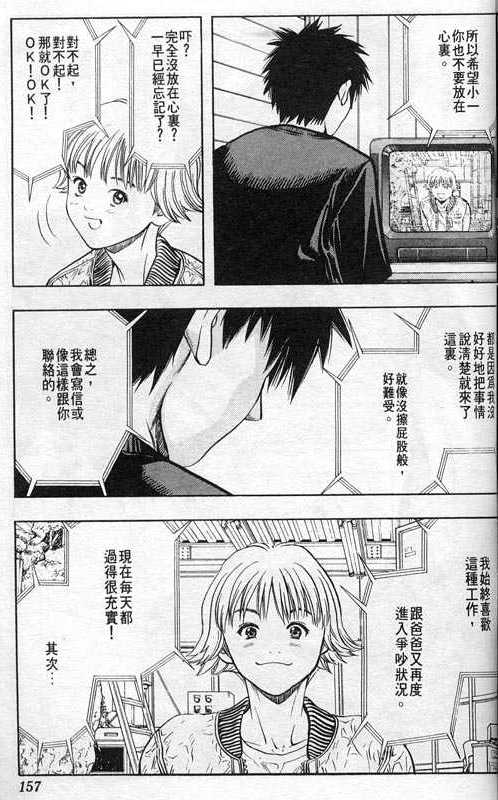 所以希望小一
你也不要放在
心裏。
吓？
完全沒放在心裏？
一早已經忘記了？
對不起，
對不起！
那就OK了！
OK！OK！
都是因為我沒
好好地把事情
說清楚就來了
這裏。
就像沒擦屁股般，
好難受。
總之，
我會寫信或
像這樣跟你
聯絡的。
我始終喜歡
這種工作，
跟爸爸又再度
進入爭吵狀況。
現在每天都
過得很充實！
其次…
157